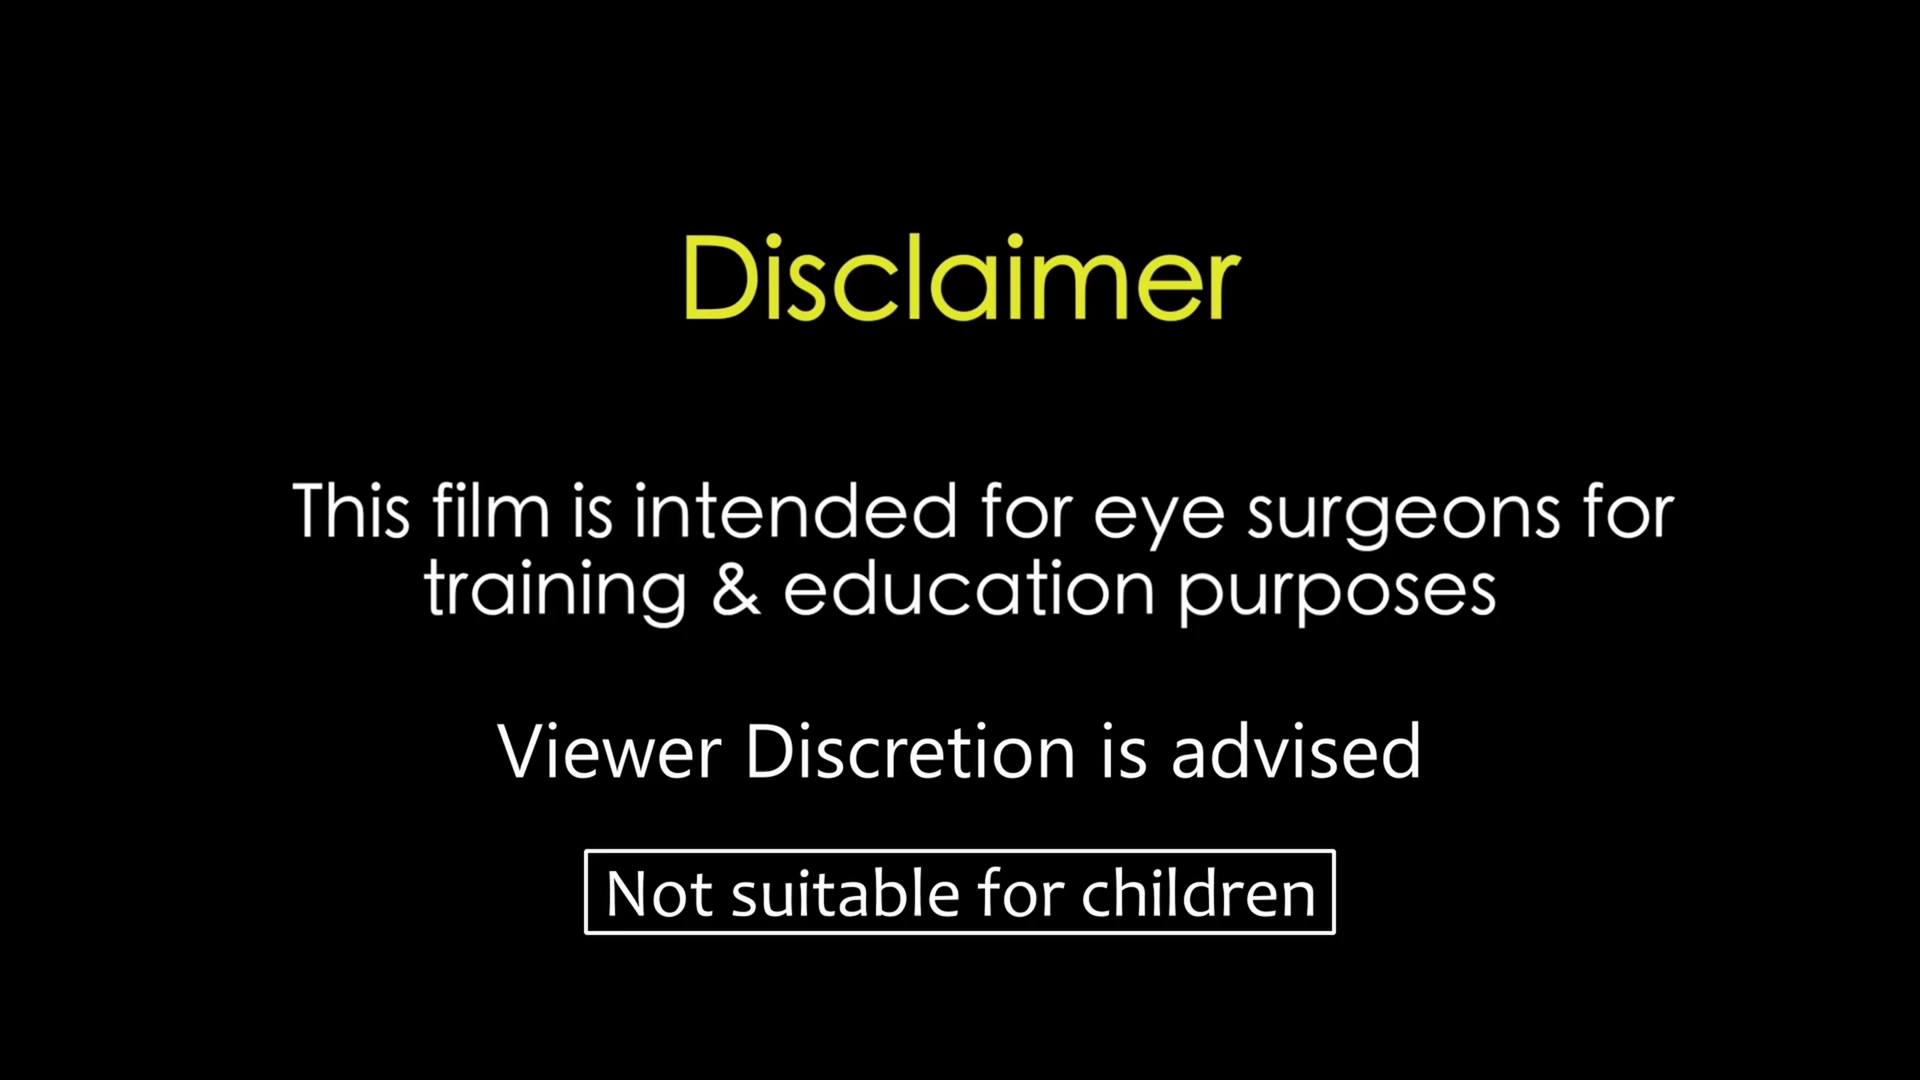 Disclaimer
This film is intended for eye surgeons for
training & education purposes
Viewer Discretion is advised
Not suitable for children